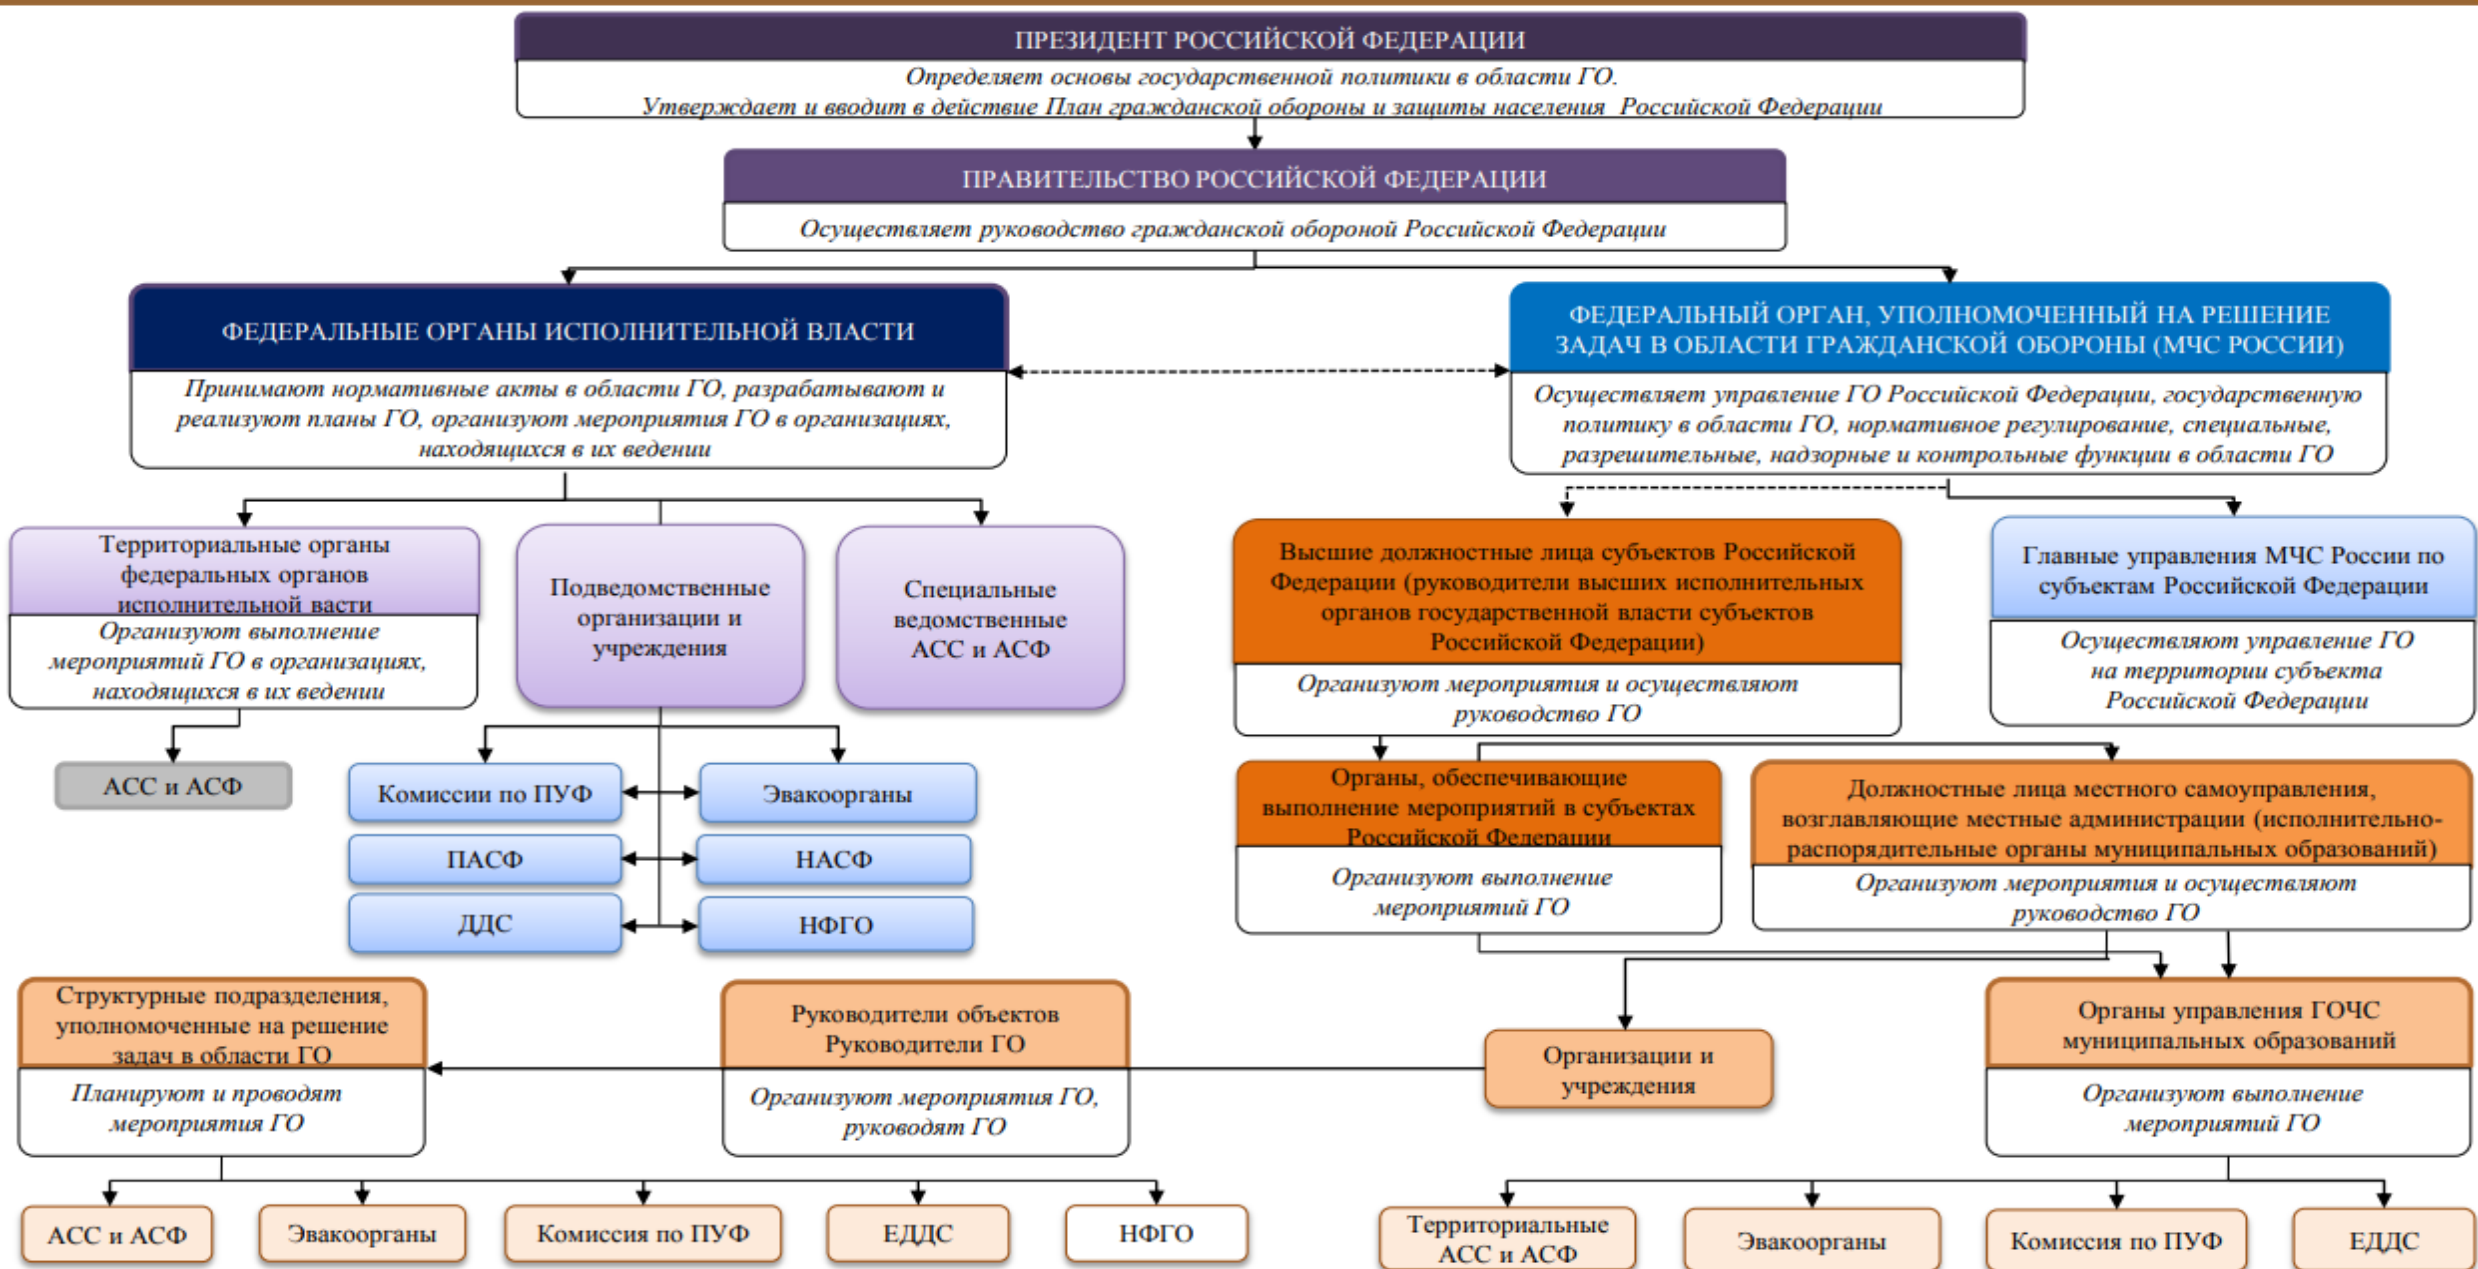 ПРЕЗИДЕНТ РОССИЙСКОЙ ФЕДЕРАЦИИ
Определяет основы государственной политики в области ГО.
Утверждает и вводит в действие План гражданской обороны и защиты населения Российской Федерации
ПРАВИТЕЛЬСТВО РОССИЙСКОЙ ФЕДЕРАЦИИ
Осуществляет руководство гражданской обороной Российской Федерации
ФЕДЕРАЛЬНЫЕ ОРГАНЫ ИСПОЛНИТЕЛЬНОЙ ВЛАСТИ
Принимают нормативные акты в области ГО, разрабатывают и
реализуют планы ГО, организуют мероприятия ГО в организациях,
находящихся в их ведении
ФЕДЕРАЛЬНЫЙ ОРГАН, УПОЛНОМОЧЕННЫЙ НА РЕШЕНИЕ
ЗАДАЧ В ОБЛАСТИ ГРАЖДАНСКОЙ ОБОРОНЫ (МЧС РОССИИ)
Осуществляет управление ГО Российской Федерации, государственную
политику в области ГО, нормативное регулирование, специальные,
разрешительные, надзорные и контрольные функции в области ГО
Территориальные органы
федеральных органов
исполнительной васти
Организуют выполнение
мероприятий ГО в организациях,
находящихся в их ведении
Подведомственные
организации и
учреждения
Специальные
ведомственные
АСС и АСФ
Высшие должностные лица субъектов Российской
Федерации (руководители высших исполнительных
органов государственной власти субъектов
Российской Федерации)
Организуют мероприятия и осуществляют
руководство ГО
Главные управления МЧС России по
субъектам Российской Федерации
Осуществляют управление ГО
на территории субъекта
Российской Федерации
АСС и АСФ
Комиссии по ПУФ
Эвакоорганы
ПАСФ
НАСФ
ДДС
НФГО
Органы, обеспечивающие
выполнение мероприятий в субъектах
Российской Федерации
Организуют выполнение
мероприятий ГО
Должностные лица местного самоуправления,
возглавляющие местные администрации (исполнительно-
распорядительные органы муниципальных образований)
Организуют мероприятия и осуществляют
руководство ГО
Структурные подразделения,
уполномоченные на решение
задач в области ГО
Планируют и проводят
мероприятия ГО
Руководители объектов
Руководители ГО
Организуют мероприятия ГО,
руководят ГО
Организации и
учреждения
Органы управления ГОЧС
муниципальных образований
Организуют выполнение
мероприятий ГО
АСС и АСФ
Эвакоорганы
Комиссия по ПУФ
ЕДДС
НФГО
Территориальные
АСС и АСФ
Эвакоорганы
Комиссия по ПУФ
ЕДДС